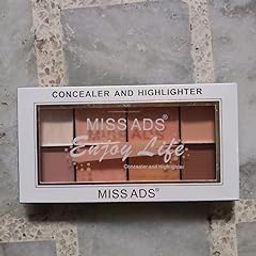 CONCEALER AND HIGHLIGHTER
MISS ADS®
Enjoy Life
Concealer and Highlighter
MISS ADS®